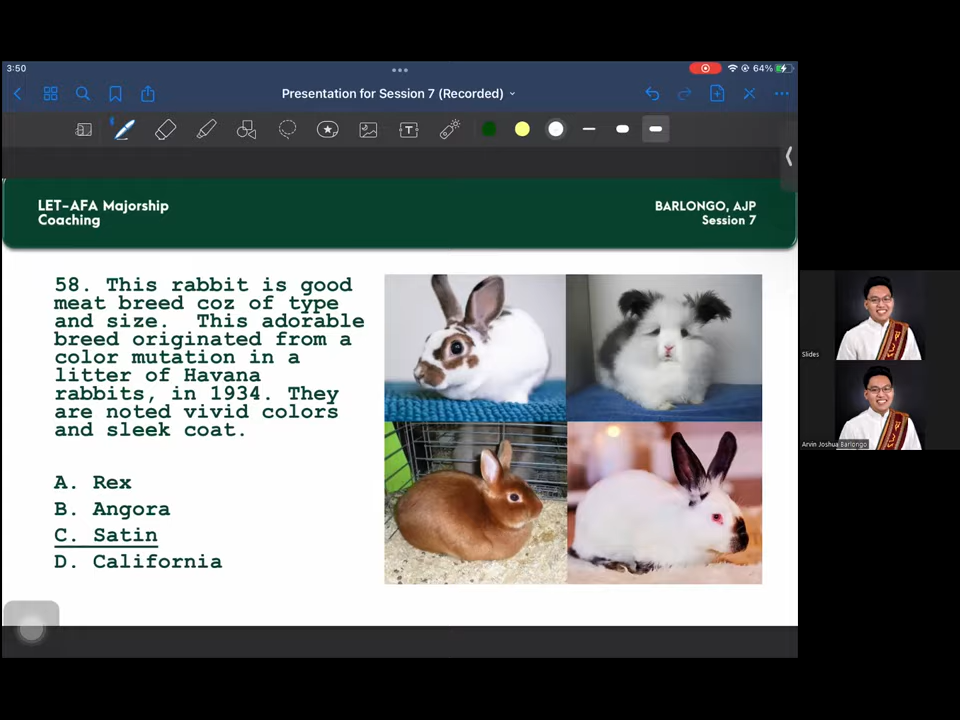 3:50
64%
Presentation for Session 7 (Recorded)
T
LET-AFA Majorship
Coaching
BARLONGO, AJP
Session 7
58. This rabbit is good
meat breed coz of type
and size. This adorable
breed originated from a
color mutation in a
litter of Havana
rabbits, in 1934. They
are noted vivid colors
and sleek coat.
A. Rex
B. Angora
C. Satin
D. California
Slides
Arvin Joshua Barlongo